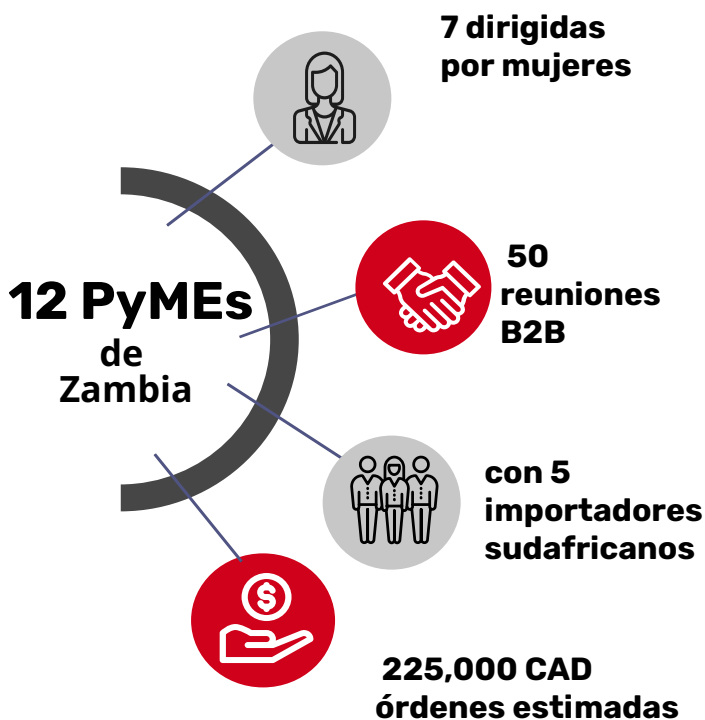 7 dirigidas
por mujeres
12 PyMEs
de
Zambia
50
reuniones
B2B
con 5
importadores
sudafricanos
$
225,000 CAD
órdenes estimadas